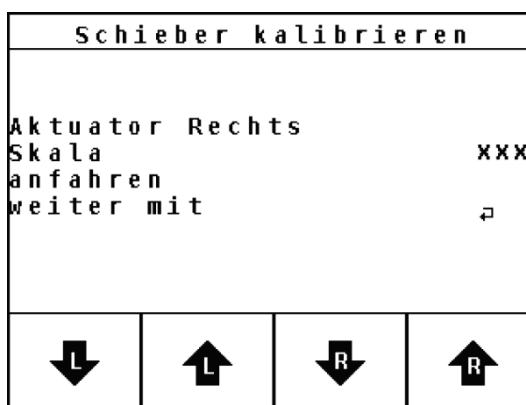 Schieber kalibrieren
Aktuator Rechts
Skala xxx
anfahren
weiter mit ↵
L L R R